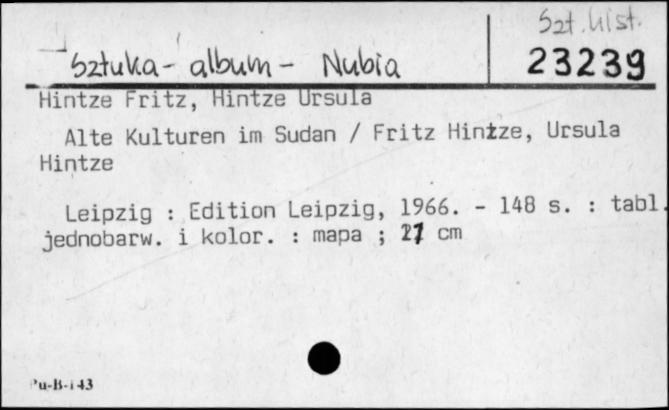 Szt. hist.
Sztuka - album - Nubia
23239
Hintze Fritz, Hintze Ursula
Alte Kulturen im Sudan / Fritz Hintze, Ursula
Hintze
Leipzig : Edition Leipzig, 1966. - 148 s. : tabl.
jednobarw. i kolor. : mapa ; 27 cm
Pu-B-143